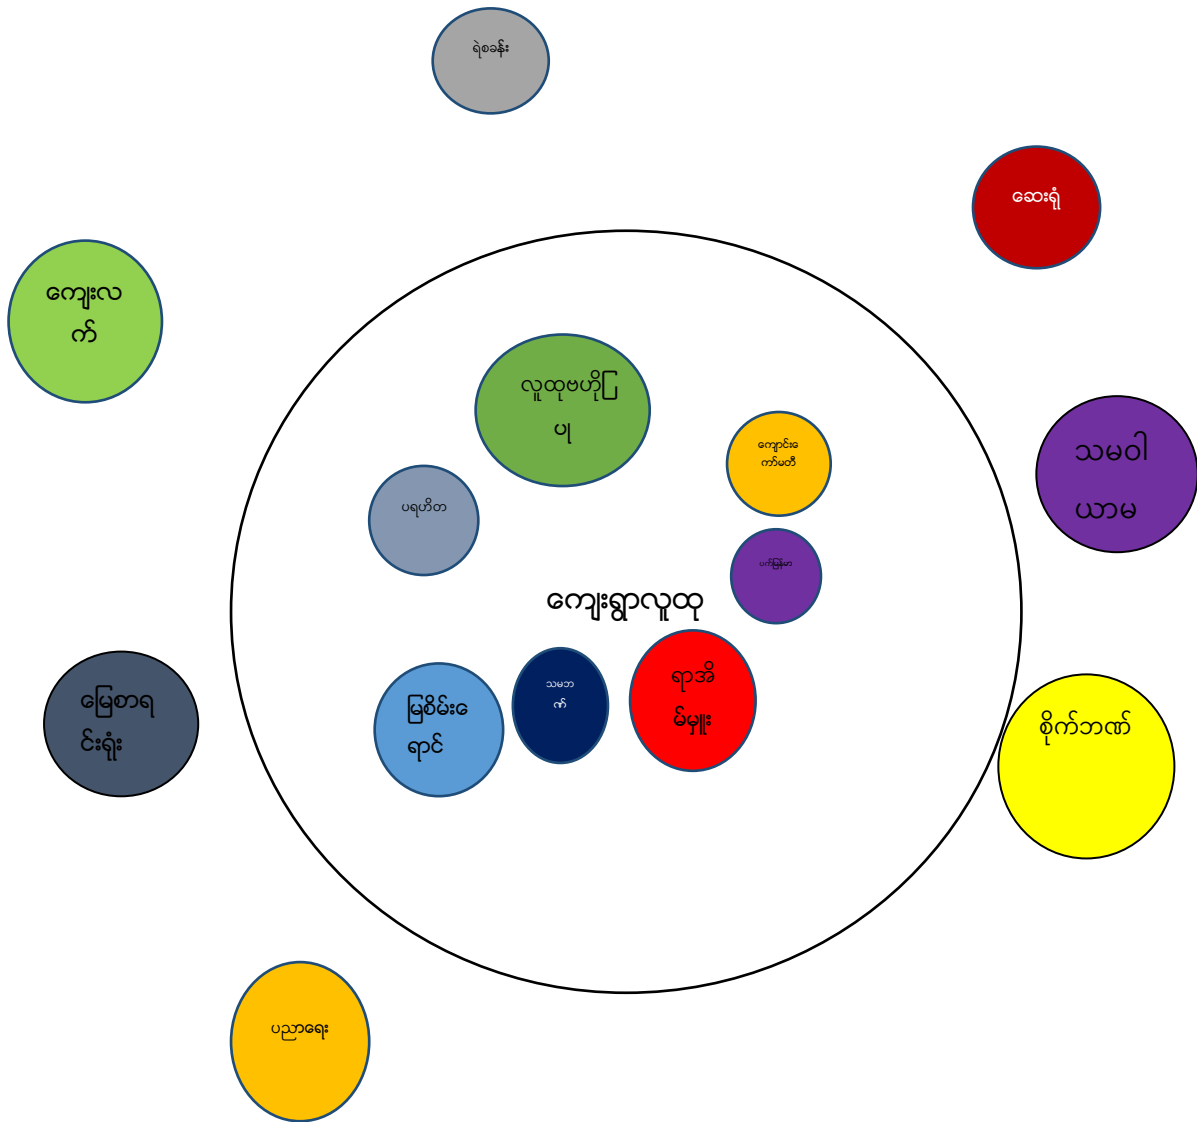 ရဲစခန်း
ဆေးရုံ
ကျေးလ
က်
လူထုဗဟိုပြ
ပျ
ကျောင်းေ
ကာ်မတီ
သမဝါ
ယာမ
ပရဟိတ
ပက်မြန်မာ
ကျေးရွာလူထု
မြေစာရ
င်းရုံး
မြစိမ်းေ
ရာင်
သမဘ
ဏ်
ရာအိ
မ်မှူး
စိုက်ဘဏ်
ပညာရေး